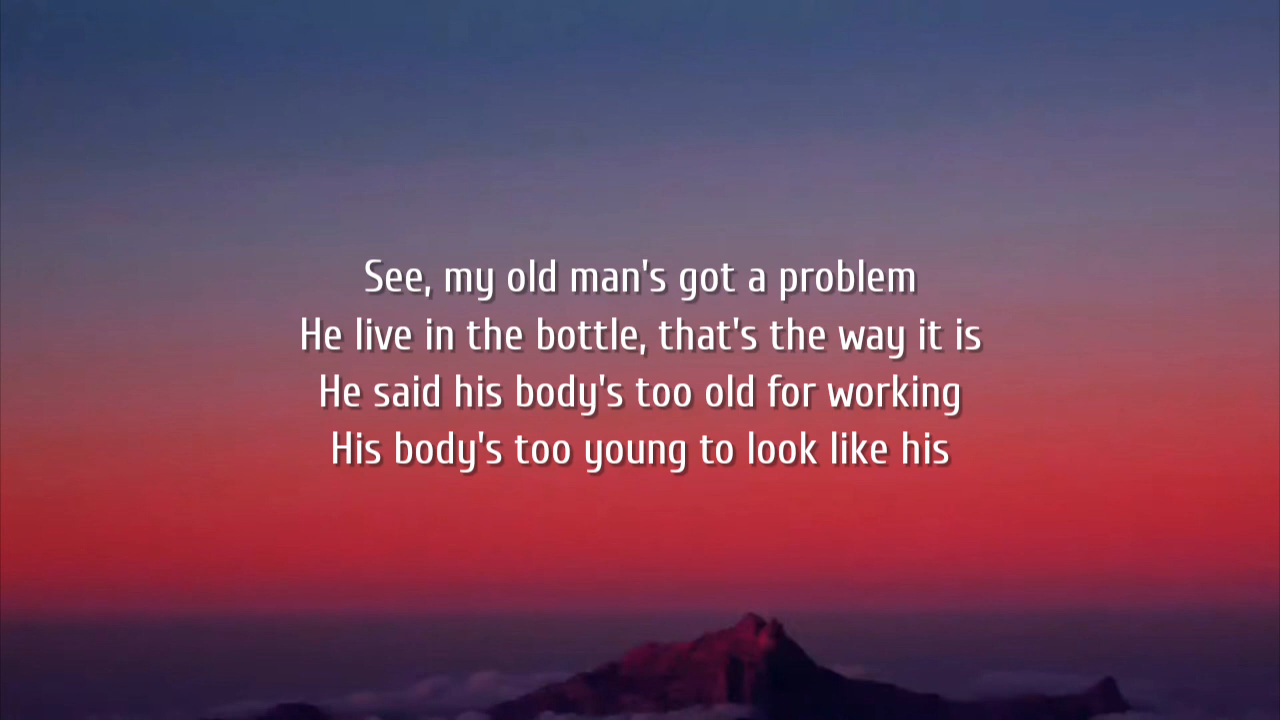 See, my old man's got a problem
He live in the bottle, that's the way it is
He said his body's too old for working
His body's too young to look like his